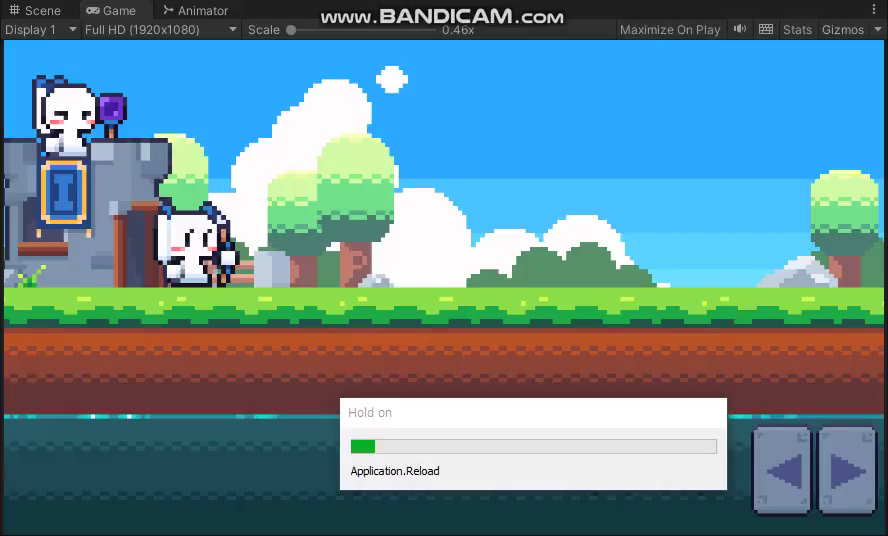 Scene Game Animator
www.BANDICAM.com
Display 1 Full HD (1920x1080) Scale 0.46x Maximize On Play Stats Gizmos
Hold on
Application.Reload